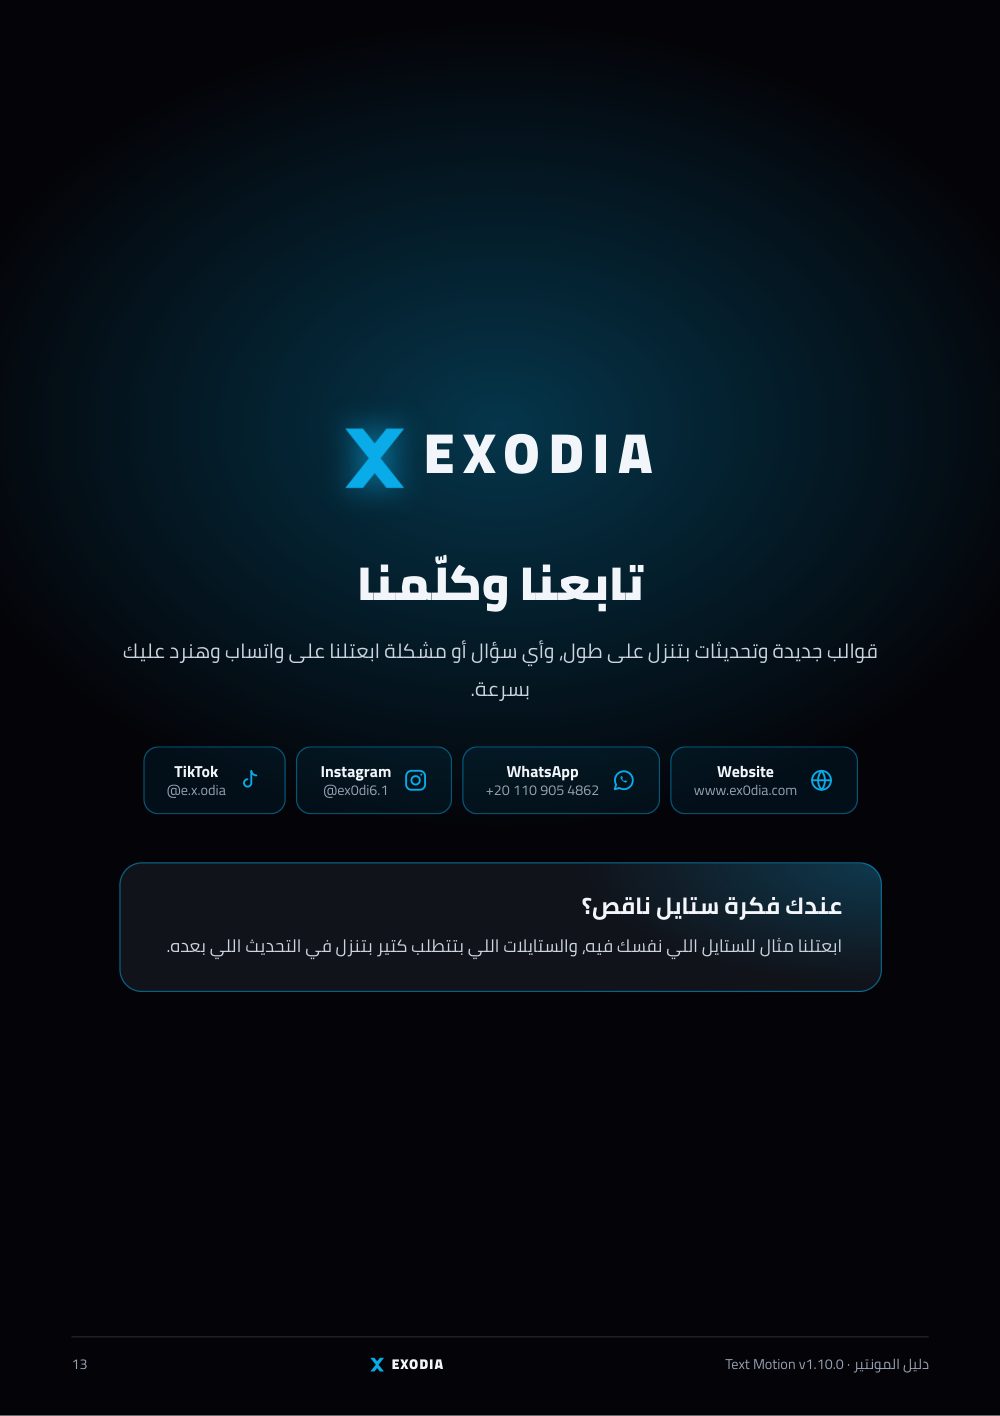 EXODIA
تابعنا وكلّمنا
قوالب جديدة وتحديثات بتنزل على طول، وأي سؤال أو مشكلة ابعتلنا على واتساب وهنرد عليك
بسرعة.
Website
www.ex0dia.com
WhatsApp
+20 110 905 4862
Instagram
@ex0di6.1
TikTok
@e.x.odia
عندك فكرة ستايل ناقص؟
ابعتلنا مثال للستايل اللي نفسك فيه، والستايلات اللي بتتطلب كتير بتنزل في التحديث اللي بعده.
دليل المونتير · Text Motion v1.10.0
EXODIA
13